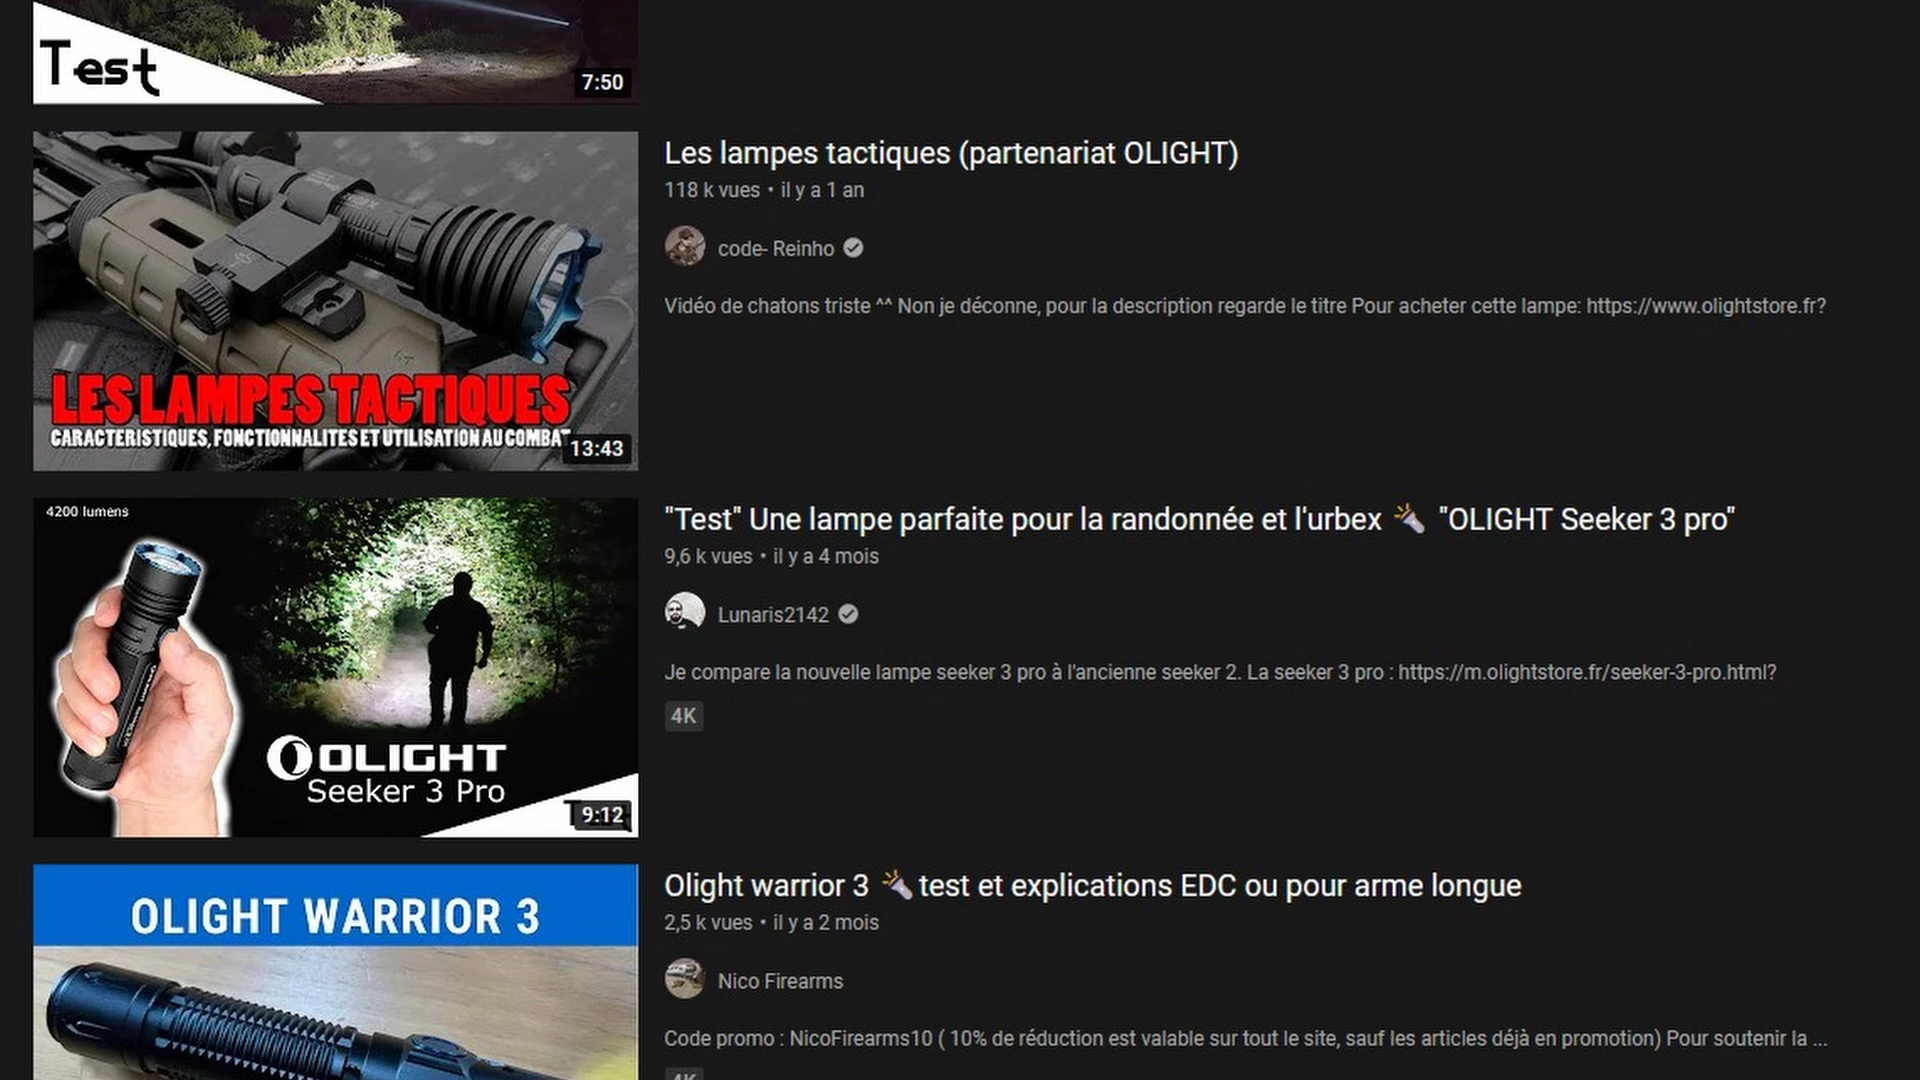 Test
7:50
Les lampes tactiques (partenariat OLIGHT)
118 k vues • il y a 1 an
code- Reinho
Vidéo de chatons triste ^^ Non je déconne, pour la description regarde le titre Pour acheter cette lampe: https://www.olightstore.fr?
LES LAMPES TACTIQUES
CARACTERISTIQUES, FONCTIONNALITES ET UTILISATION AU COMBAT
13:43
4200 lumens
OLIGHT
Seeker 3 Pro
9:12
"Test" Une lampe parfaite pour la randonnée et l'urbex 🔦 "OLIGHT Seeker 3 pro"
9,6 k vues • il y a 4 mois
Lunaris2142
Je compare la nouvelle lampe seeker 3 pro à l'ancienne seeker 2. La seeker 3 pro : https://m.olightstore.fr/seeker-3-pro.html?
4K
OLIGHT WARRIOR 3
Olight warrior 3 🔦 test et explications EDC ou pour arme longue
2,5 k vues • il y a 2 mois
Nico Firearms
Code promo : NicoFirearms10 ( 10% de réduction est valable sur tout le site, sauf les articles déjà en promotion) Pour soutenir la ...
4K